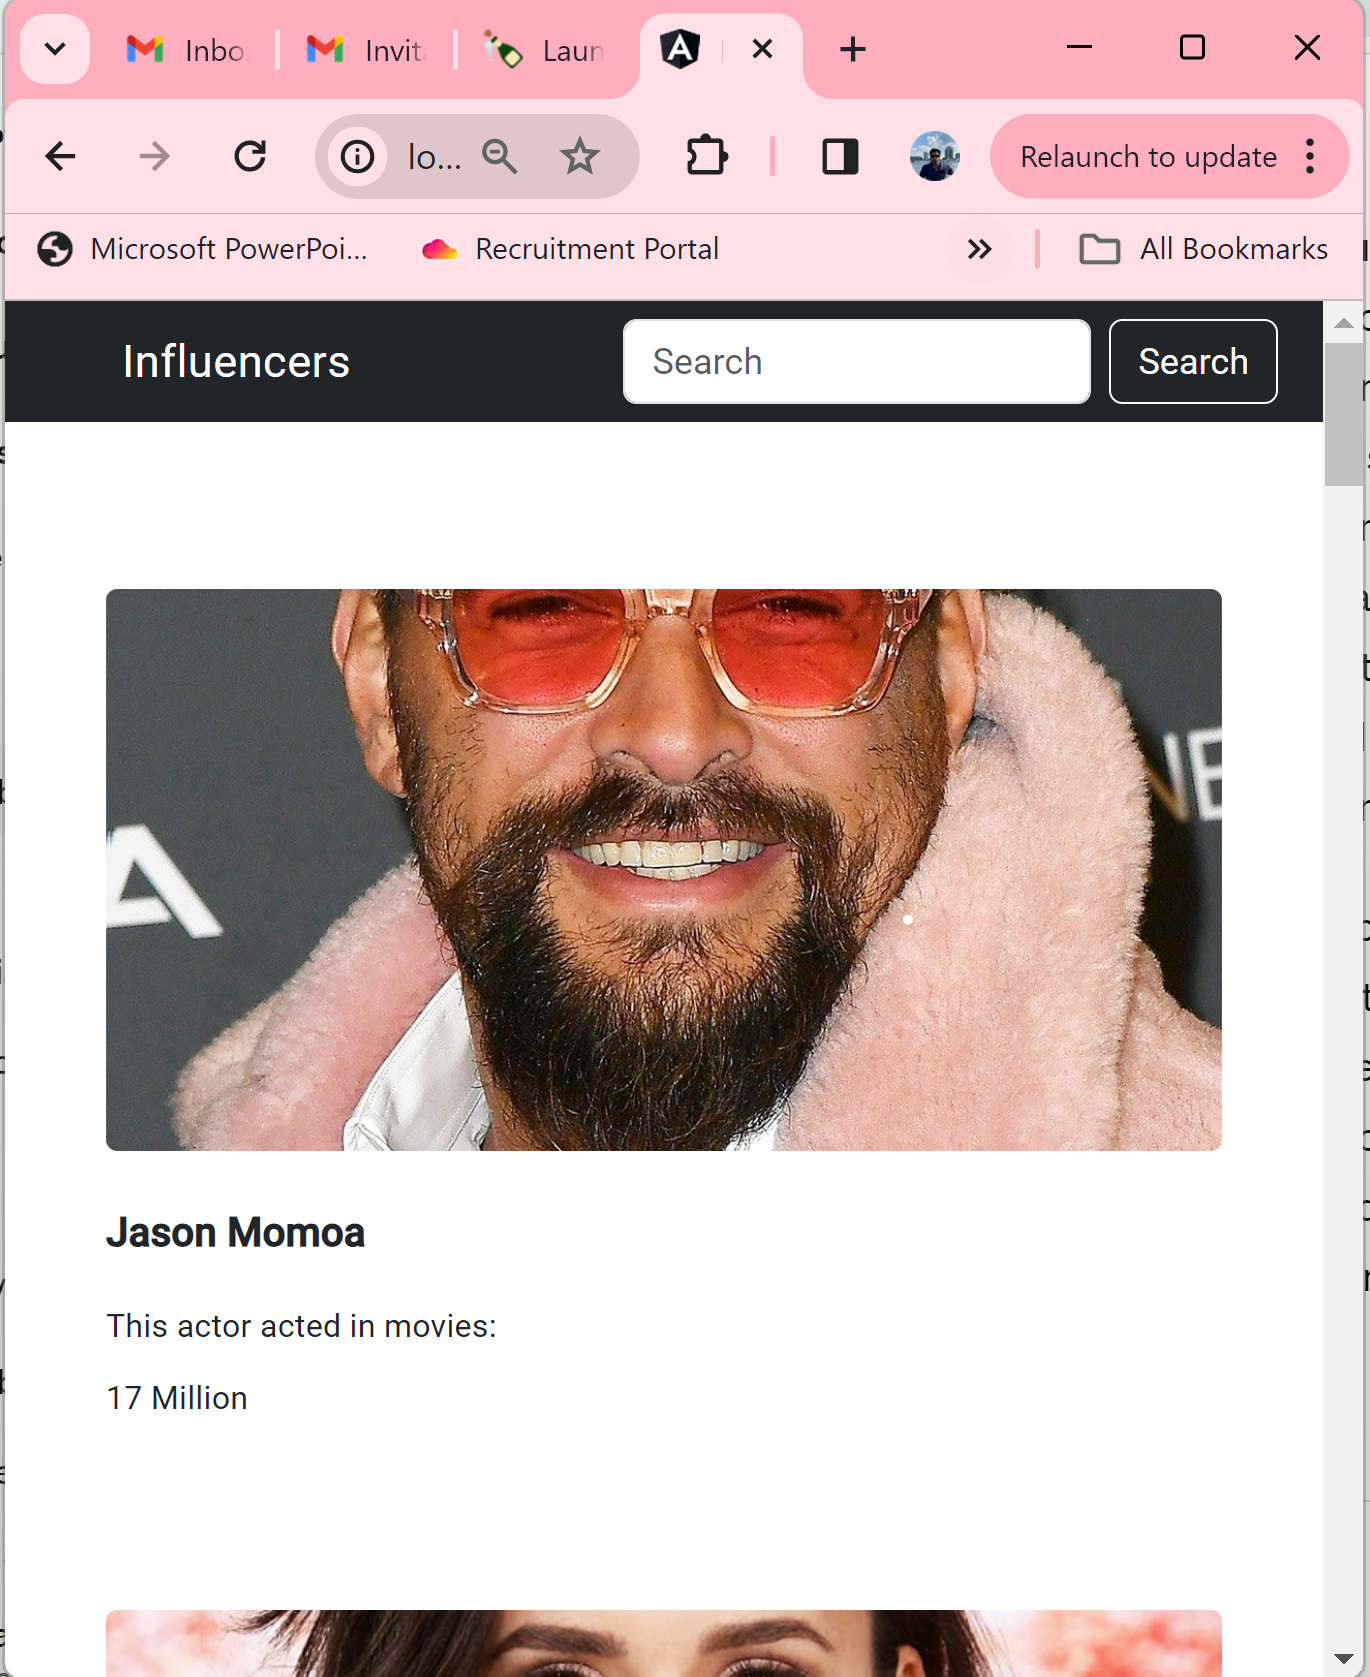 Inbo
Invit
Laun
lo...
Relaunch to update
Microsoft PowerPoi...
Recruitment Portal
All Bookmarks
Influencers
Search
Search
A
NE
Jason Momoa
This actor acted in movies:
17 Million